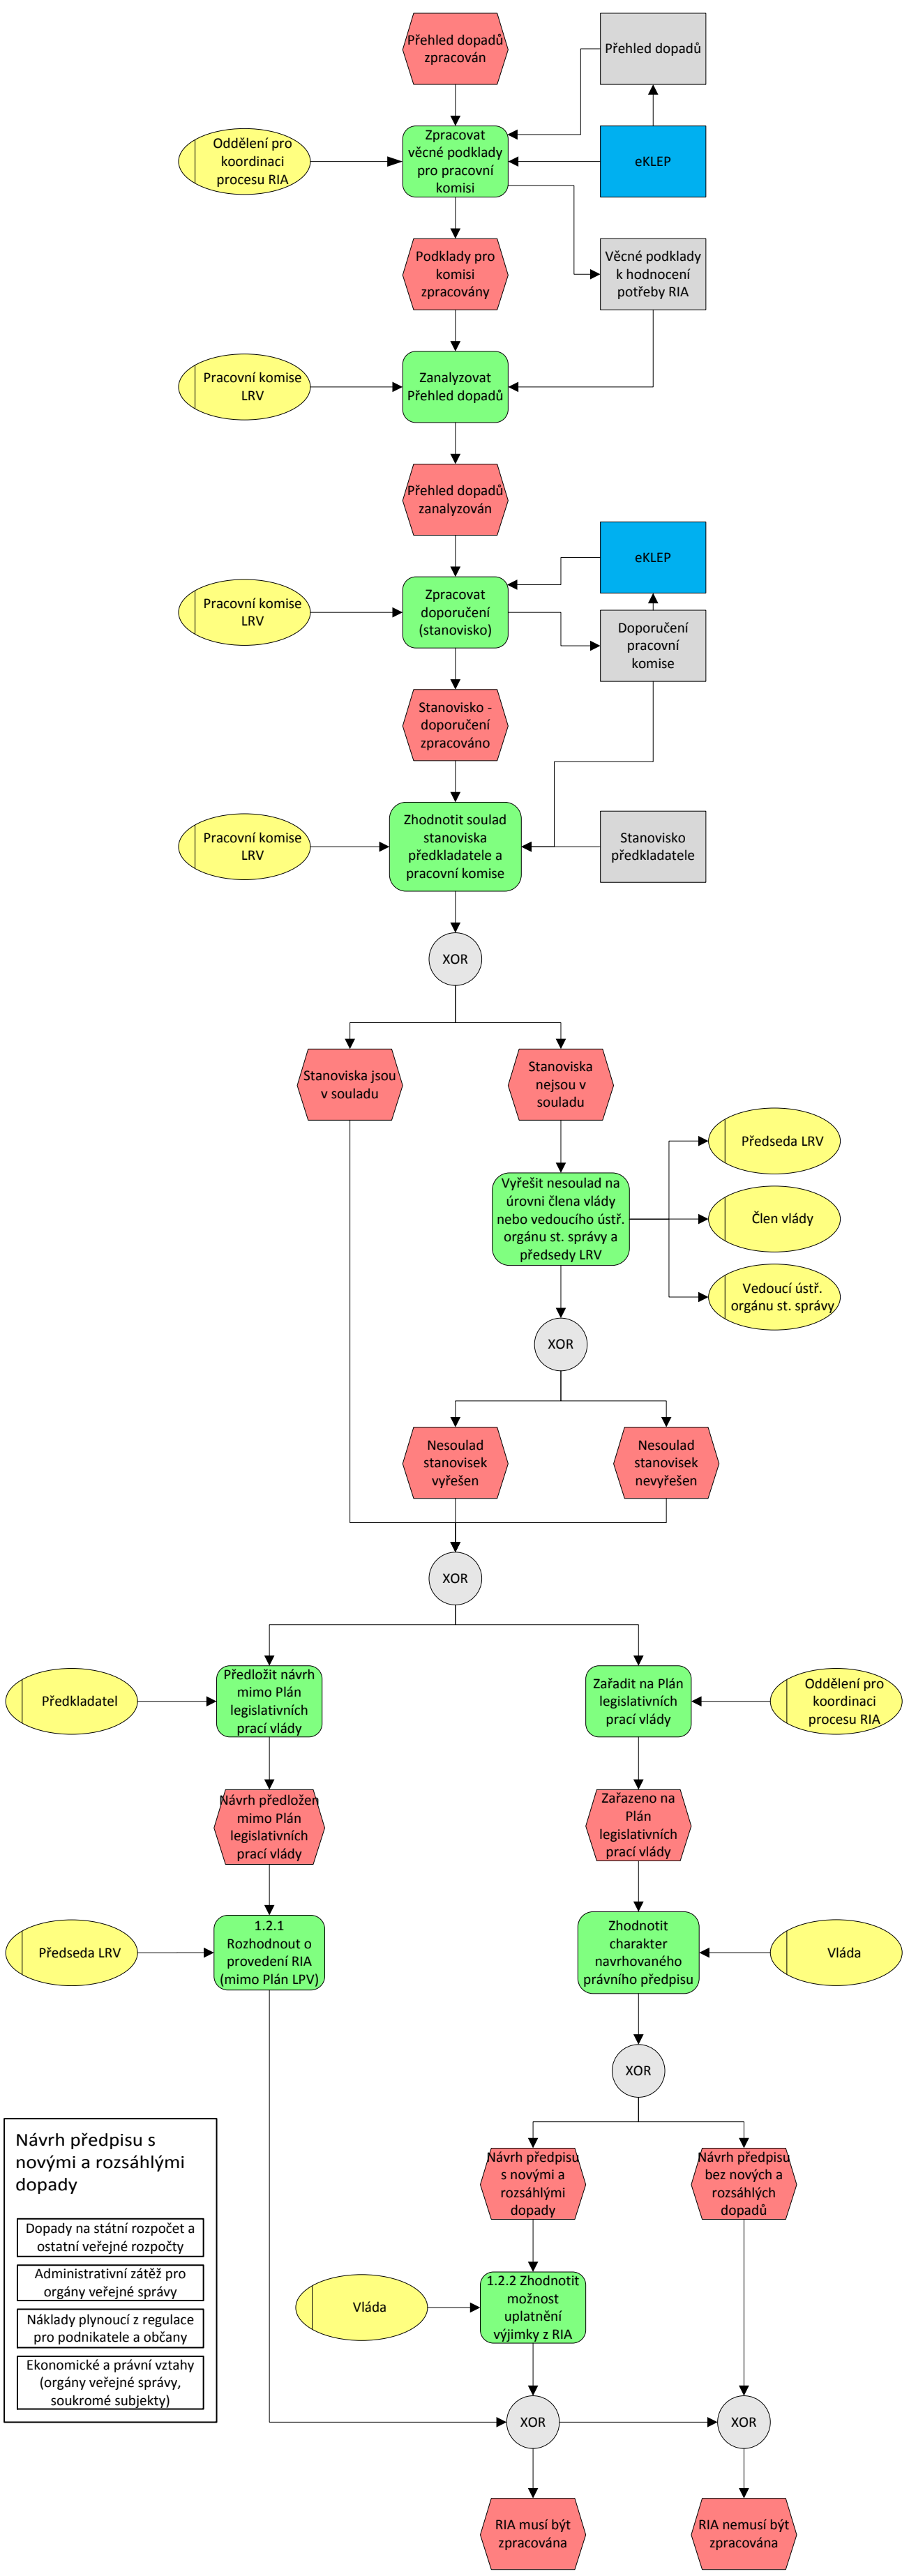 Přehled dopadů
zpracován
Přehled dopadů
Oddělení pro
koordinaci
procesu RIA
Zpracovat
věcné podklady
pro pracovní
komisi
eKLEP
Podklady pro
komisi
zpracovány
Věcné podklady
k hodnocení
potřeby RIA
Pracovní komise
LRV
Zanalyzovat
Přehled dopadů
Přehled dopadů
zanalyzován
eKLEP
Pracovní komise
LRV
Zpracovat
doporučení
(stanovisko)
Doporučení
pracovní
komise
Stanovisko -
doporučení
zpracováno
Pracovní komise
LRV
Zhodnotit soulad
stanoviska
předkladatele a
pracovní komise
Stanovisko
předkladatele
XOR
Stanoviska jsou
v souladu
Stanoviska
nejsou v
souladu
Předseda LRV
Vyřešit nesoulad na
úrovni člena vlády
nebo vedoucího ústř.
orgánu st. správy a
předsedy LRV
Člen vlády
Vedoucí ústř.
orgánu st. správy
XOR
Nesoulad
stanovisek
vyřešen
Nesoulad
stanovisek
nevyřešen
XOR
Předkladatel
Předložit návrh
mimo Plán
legislativních
prací vlády
Zařadit na Plán
legislativních
prací vlády
Oddělení pro
koordinaci
procesu RIA
Návrh předložen
mimo Plán
legislativních
prací vlády
Zařazeno na
Plán
legislativních
prací vlády
Předseda LRV
1.2.1
Rozhodnout o
provedení RIA
(mimo Plán LPV)
Zhodnotit
charakter
navrhovaného
právního předpisu
Vláda
XOR
Návrh předpisu s
novými a rozsáhlými
dopady
Dopady na státní rozpočet a
ostatní veřejné rozpočty
Administrativní zátěž pro
orgány veřejné správy
Náklady plynoucí z regulace
pro podnikatele a občany
Ekonomické a právní vztahy
(orgány veřejné správy,
soukromé subjekty)
Návrh předpisu
s novými a
rozsáhlými
dopady
Návrh předpisu
bez nových a
rozsáhlých
dopadů
Vláda
1.2.2 Zhodnotit
možnost
uplatnění
výjimky z RIA
XOR
XOR
RIA musí být
zpracována
RIA nemusí být
zpracována